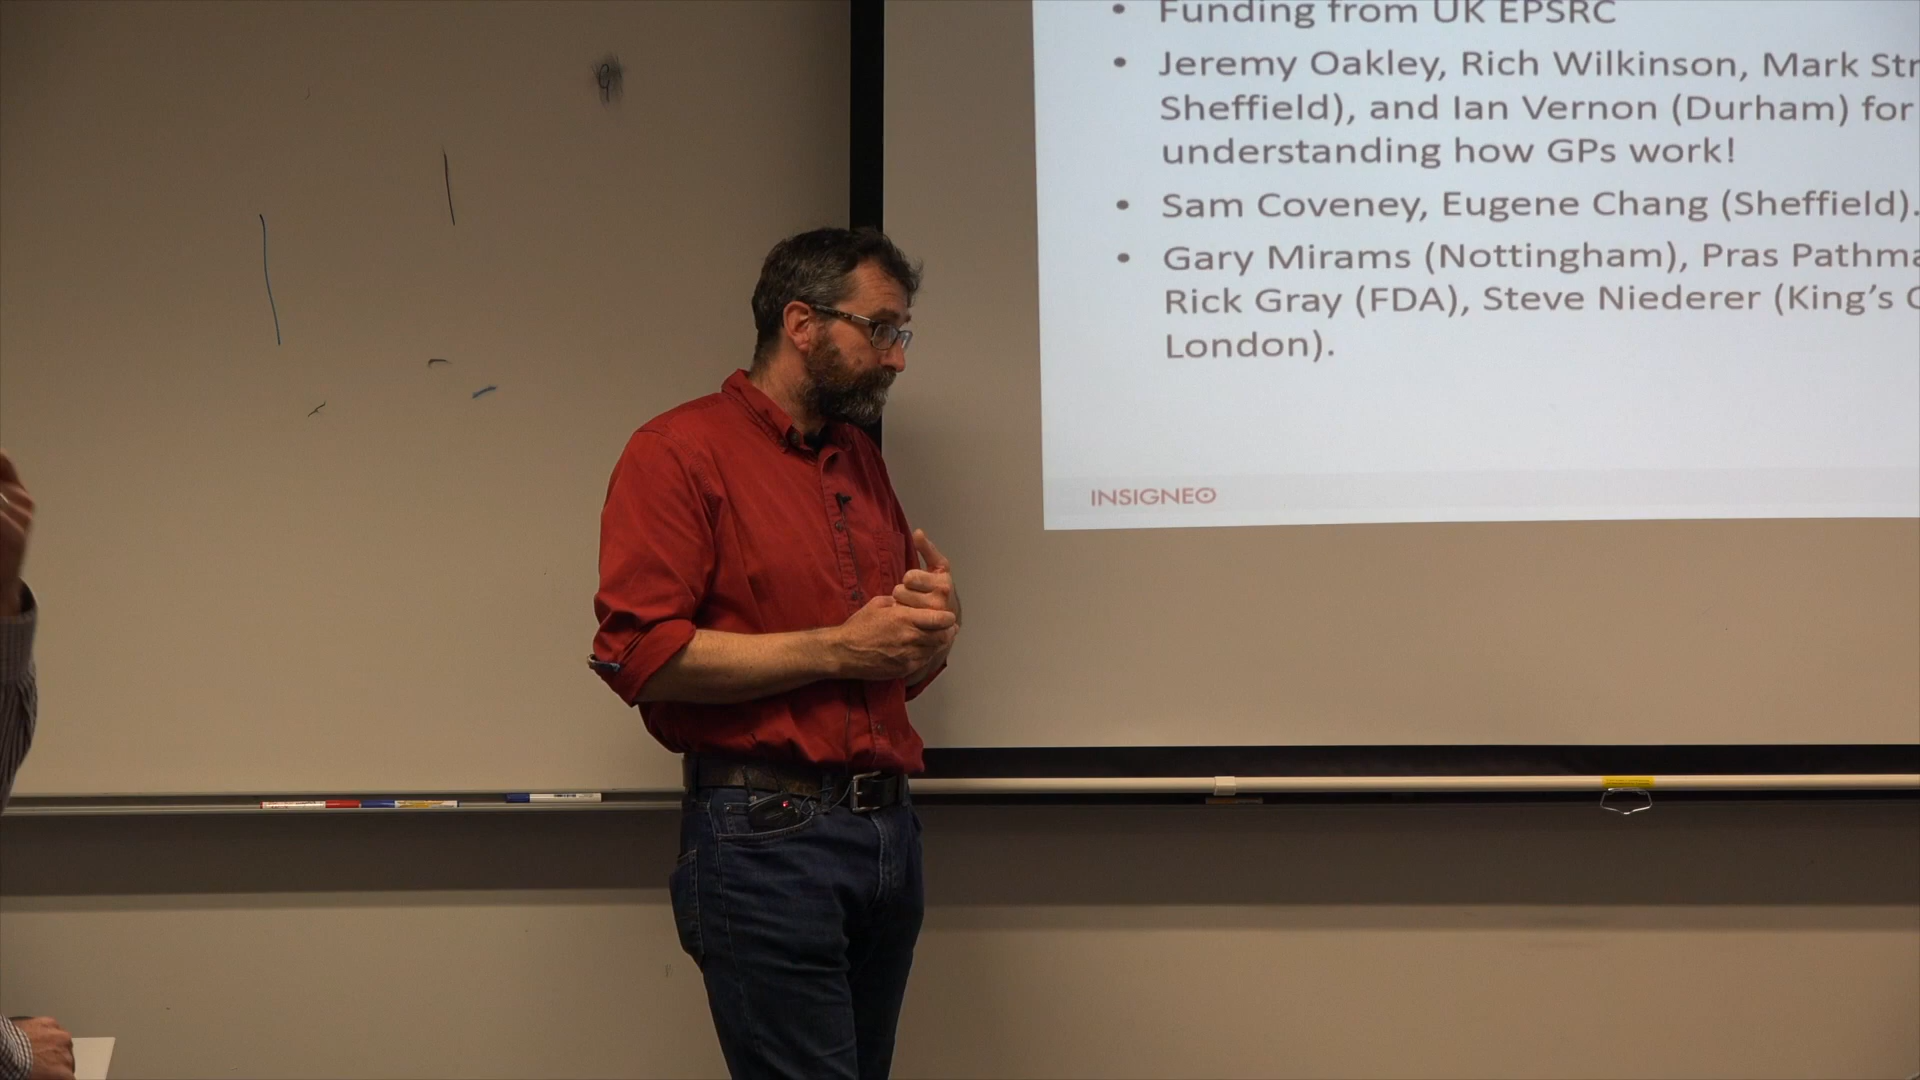 Funding from UK EPSRC
Jeremy Oakley, Rich Wilkinson, Mark Str
Sheffield), and Ian Vernon (Durham) for
understanding how GPs work!
Sam Coveney, Eugene Chang (Sheffield).
Gary Mirams (Nottingham), Pras Pathma
Rick Gray (FDA), Steve Niederer (King's C
London).
INSIGNEO
9